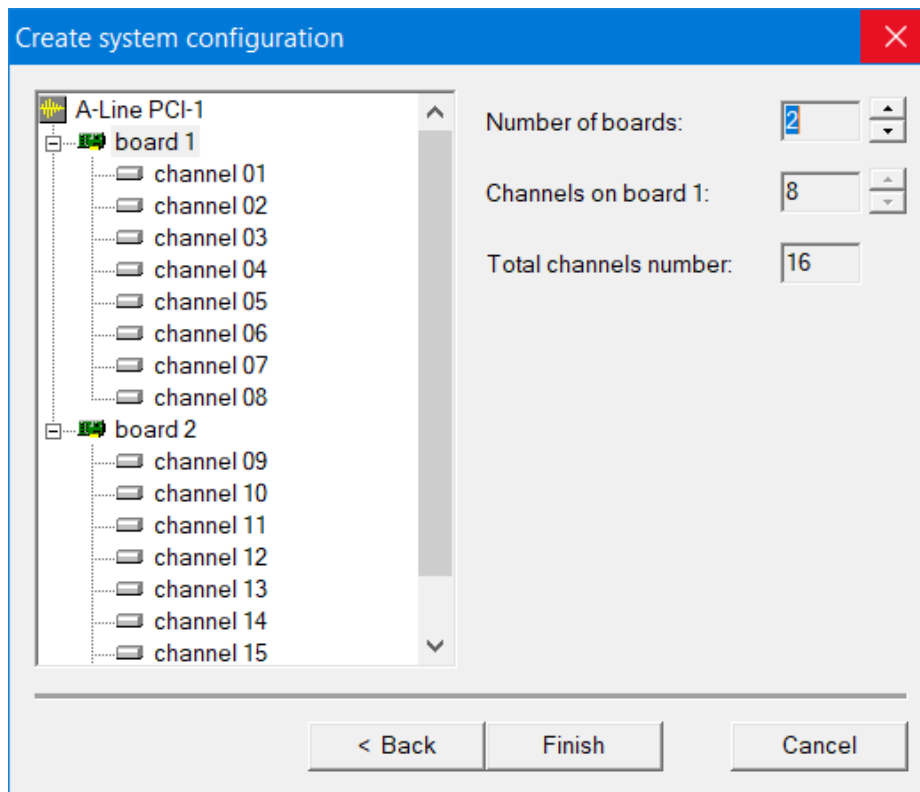 Create system configuration
A-Line PCI-1
board 1
channel 01
channel 02
channel 03
channel 04
channel 05
channel 06
channel 07
channel 08
board 2
channel 09
channel 10
channel 11
channel 12
channel 13
channel 14
channel 15
Number of boards: 2
Channels on board 1: 8
Total channels number: 16
< Back
Finish
Cancel